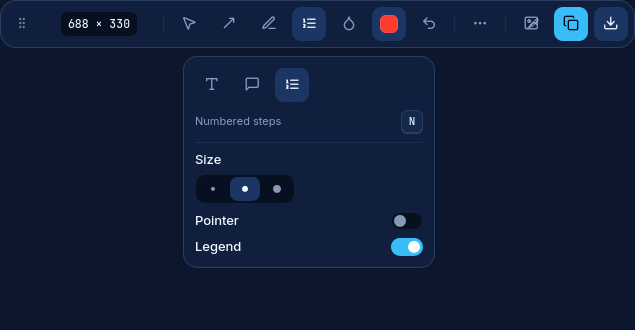 688 × 330
Numbered steps
N
Size
Pointer
Legend